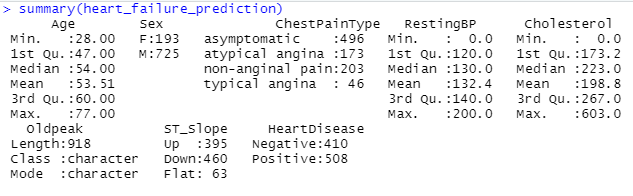 > summary(heart_failure_prediction)
      Age           Sex             ChestPainType    RestingBP      Cholesterol
 Min.   :28.00   F:193   asymptomatic    :496   Min.   :  0.0   Min.   :  0.0
 1st Qu.:47.00   M:725   atypical angina :173   1st Qu.:120.0   1st Qu.:173.2
 Median :54.00           non-anginal pain:203   Median :130.0   Median :223.0
 Mean   :53.51           typical angina  : 46   Mean   :132.4   Mean   :198.8
 3rd Qu.:60.00                                  3rd Qu.:140.0   3rd Qu.:267.0
 Max.   :77.00                                  Max.   :200.0   Max.   :603.0
   Oldpeak            ST_Slope      HeartDisease
 Length:918         Up  :395   Negative:410
 Class :character   Down:460   Positive:508
 Mode  :character   Flat: 63